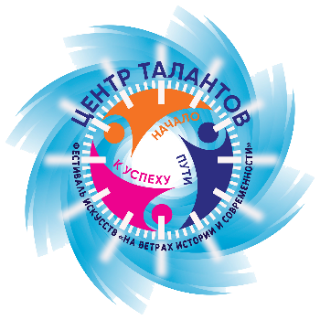 ЦЕНТР ТАЛАНТОВ
НАЧАЛО
ПУТИ
К УСПЕХУ
ФЕСТИВАЛЬ ИСКУССТВ «НА ВЕТРАХ ИСТОРИИ И СОВРЕМЕННОСТИ»